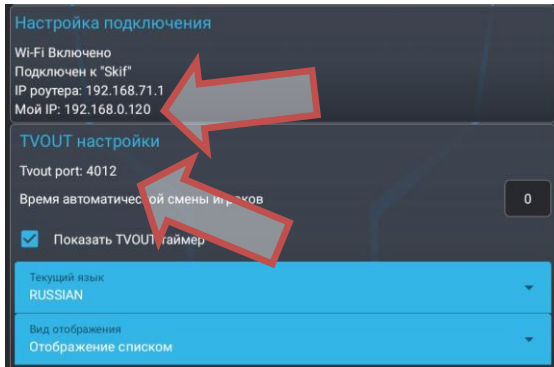 Настройка подключения
Wi-Fi Включено
Подключен к "Skif"
IP роутера: 192.168.71.1
Мой IP: 192.168.0.120
TVOUT настройки
Tvout port: 4012
Время автоматической смены игроков
0
Показать TVOUT таймер
Текущий язык
RUSSIAN
Вид отображения
Отображение списком